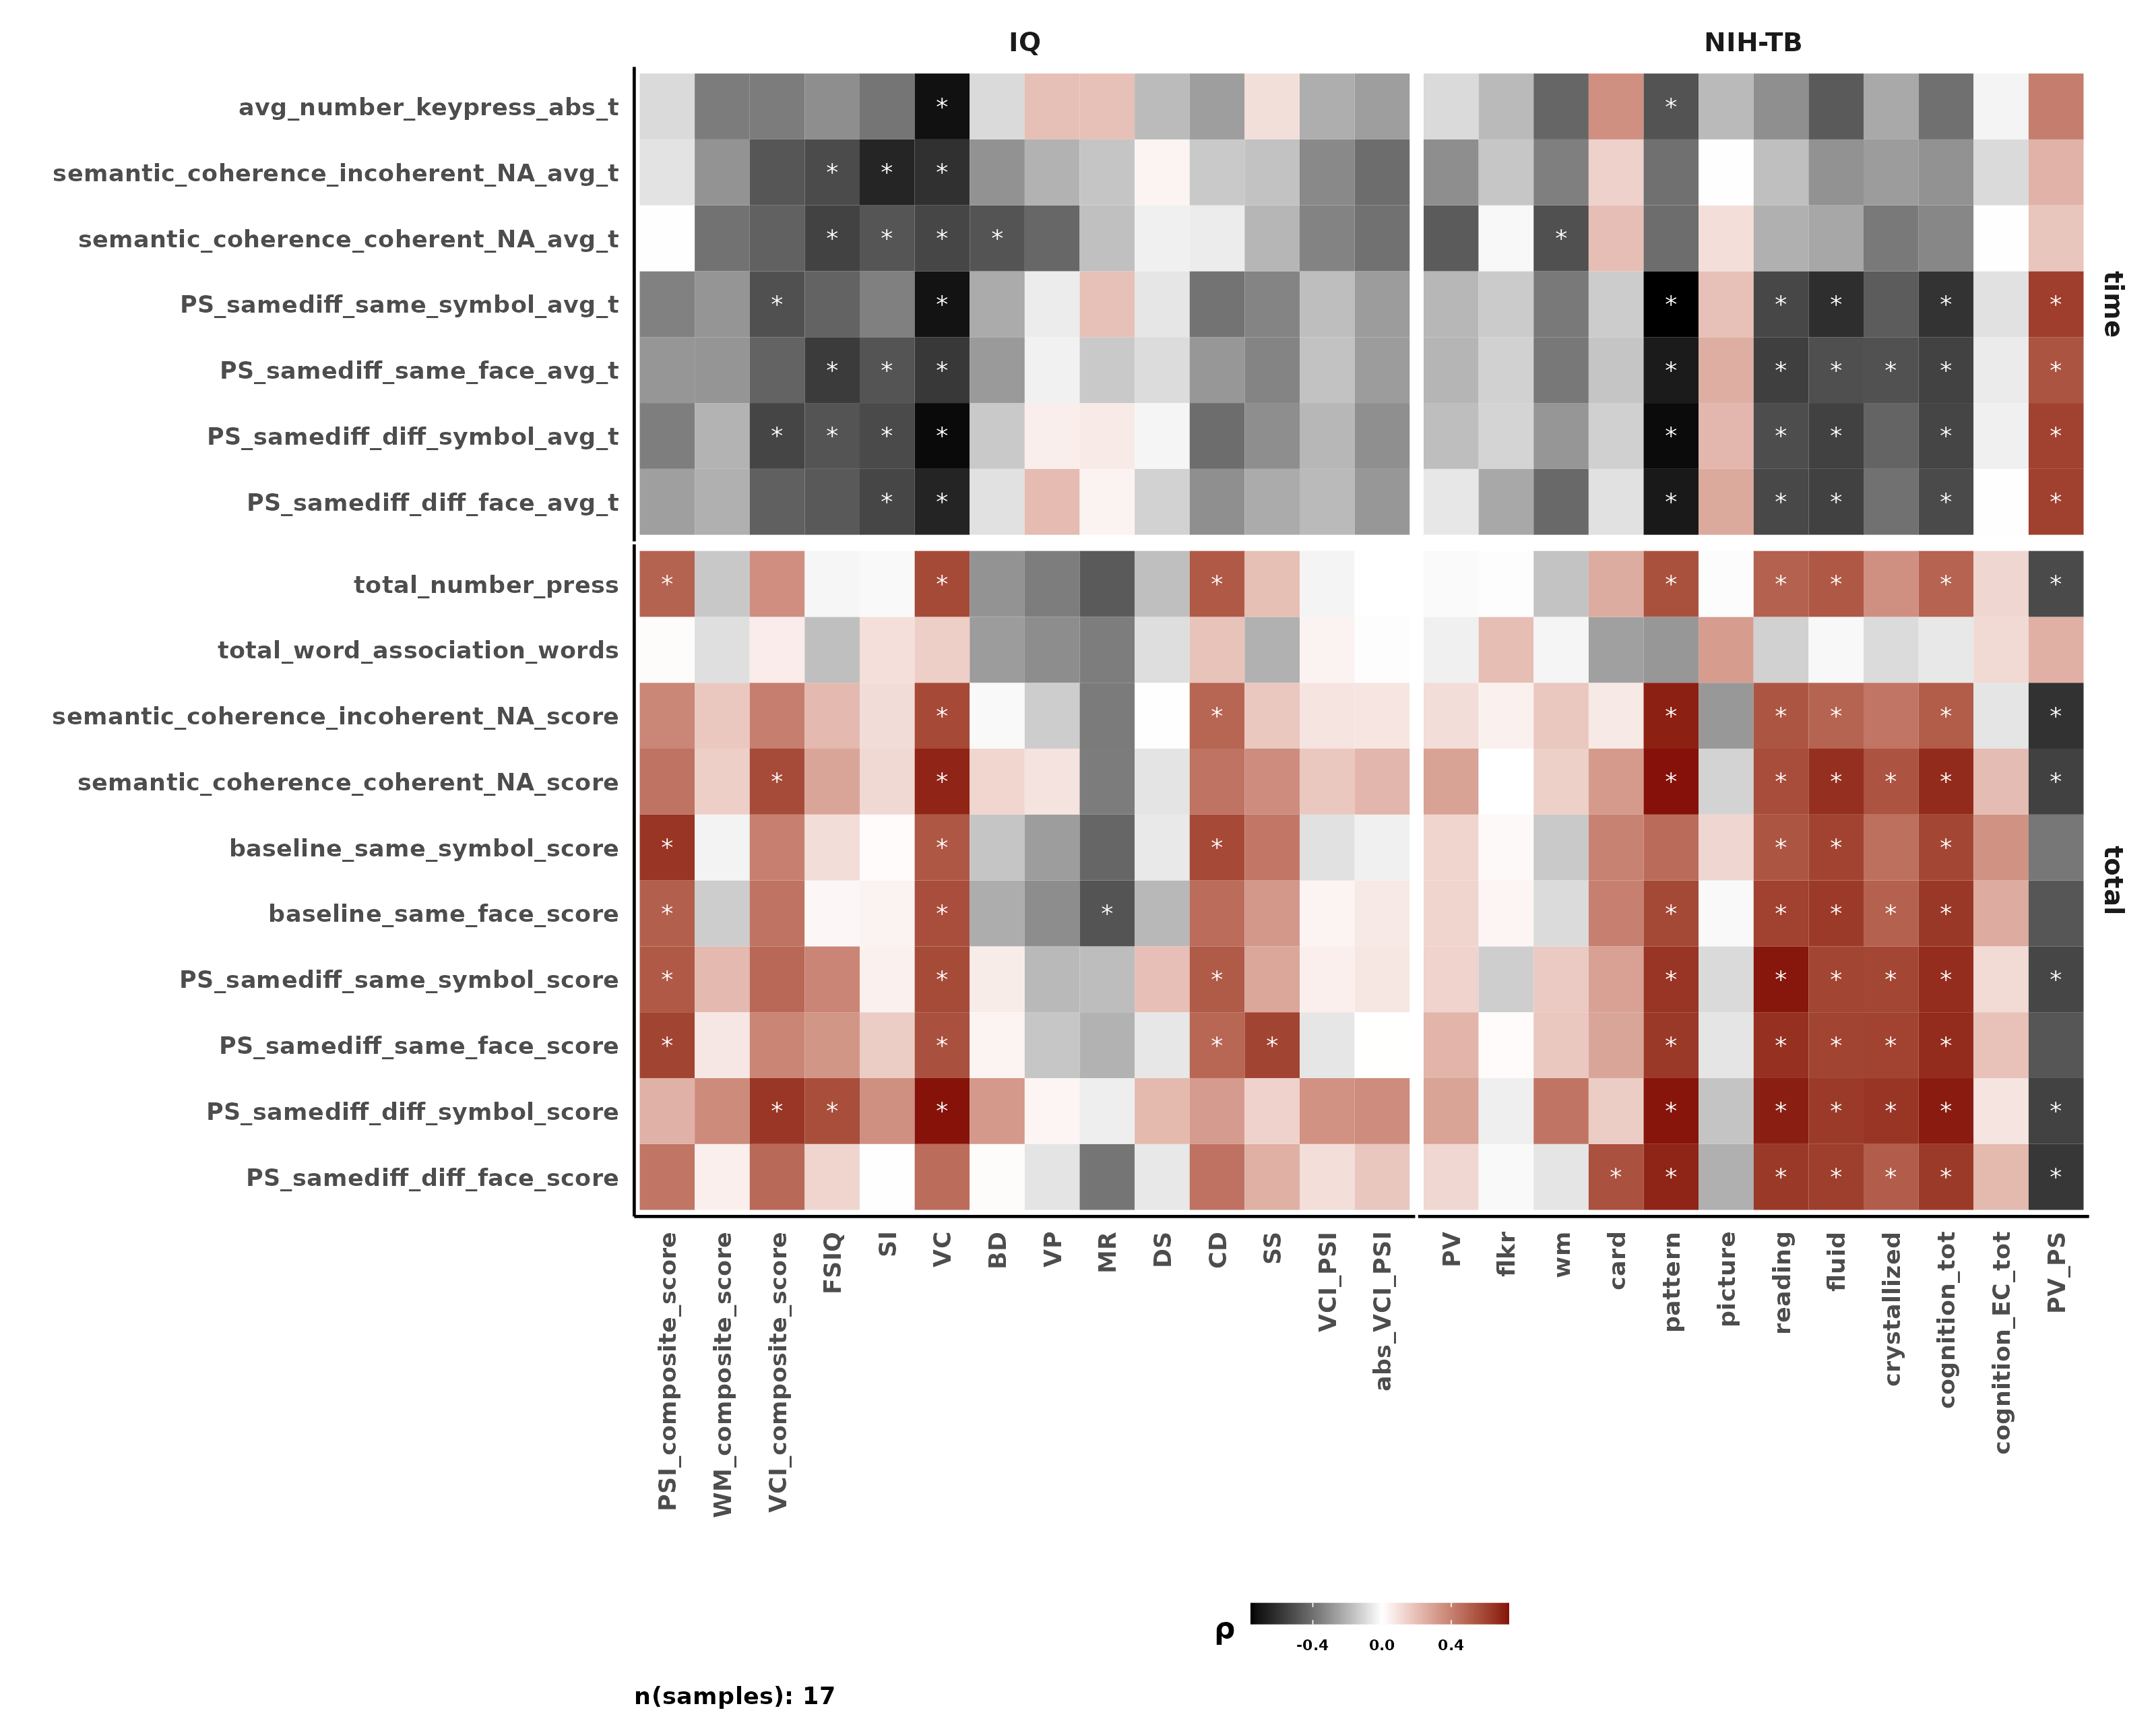 IQ
NIH-TB
avg_number_keypress_abs_t
semantic_coherence_incoherent_NA_avg_t
semantic_coherence_coherent_NA_avg_t
PS_samediff_same_symbol_avg_t
PS_samediff_same_face_avg_t
PS_samediff_diff_symbol_avg_t
PS_samediff_diff_face_avg_t
time
total_number_press
total_word_association_words
semantic_coherence_incoherent_NA_score
semantic_coherence_coherent_NA_score
baseline_same_symbol_score
baseline_same_face_score
PS_samediff_same_symbol_score
PS_samediff_same_face_score
PS_samediff_diff_symbol_score
PS_samediff_diff_face_score
total
PSI_composite_score
WM_composite_score
VCI_composite_score
FSIQ
SI
VC
BD
VP
MR
DS
CD
SS
VCI_PSI
abs_VCI_PSI
PV
flkr
wm
card
pattern
picture
reading
fluid
crystallized
cognition_tot
cognition_EC_tot
PV_PS
ρ
-0.4 0.0 0.4
n(samples): 17